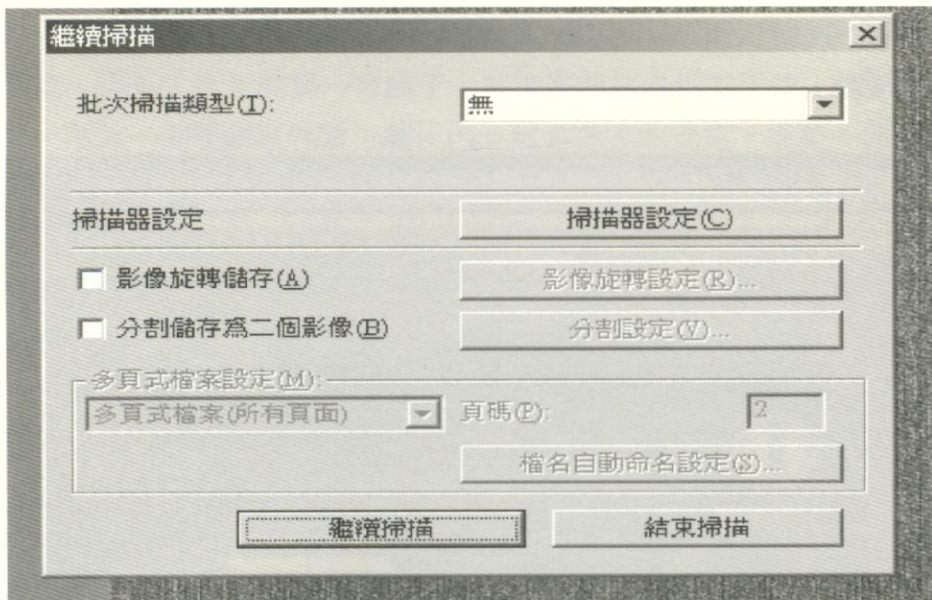 繼續掃描
批次掃描類型(T): 無
掃描器設定 掃描器設定(C)
影像旋轉儲存(A) 影像旋轉設定(R)...
分割儲存為二個影像(B) 分割設定(V)...
多頁式檔案設定(M):
多頁式檔案(所有頁面) 頁碼(P): 2
檔名自動命名設定(S)...
繼續掃描 結束掃描